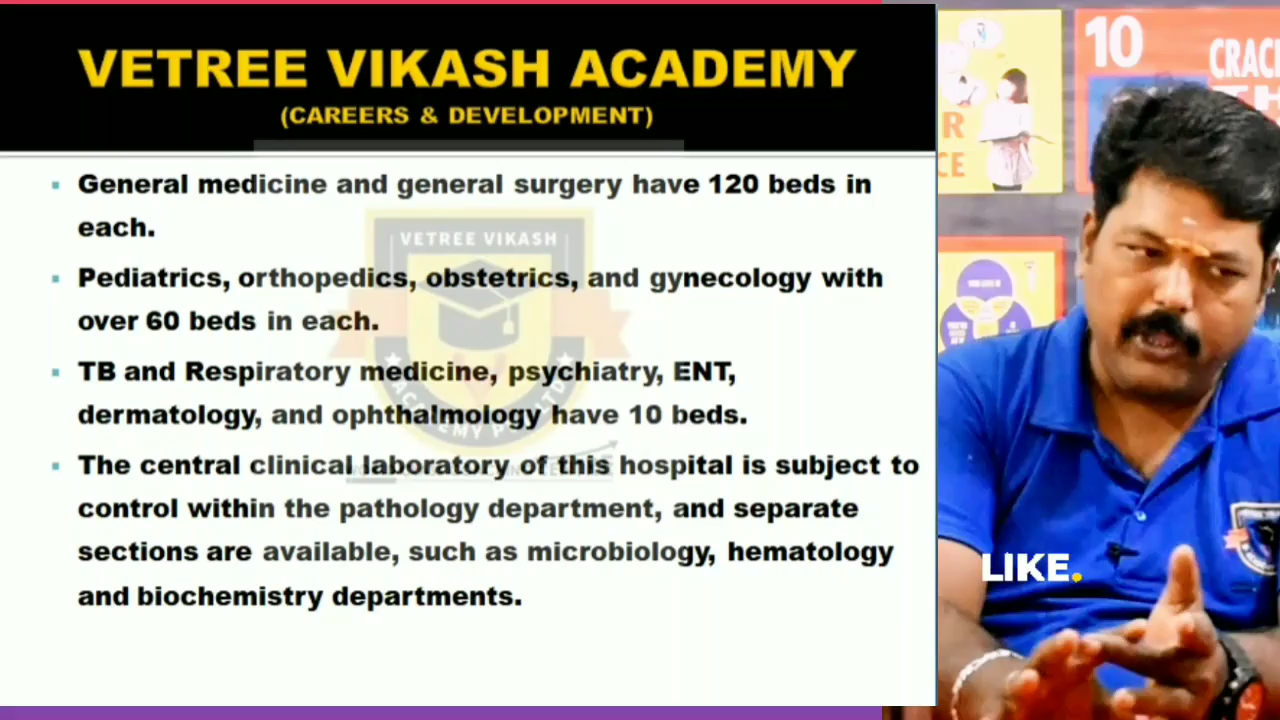 VETREE VIKASH ACADEMY
(CAREERS & DEVELOPMENT)
General medicine and general surgery have 120 beds in
each.
Pediatrics, orthopedics, obstetrics, and gynecology with
over 60 beds in each.
TB and Respiratory medicine, psychiatry, ENT,
dermatology, and ophthalmology have 10 beds.
The central clinical laboratory of this hospital is subject to
control within the pathology department, and separate
sections are available, such as microbiology, hematology
and biochemistry departments.
VETREE VIKASH
10
LIKE.